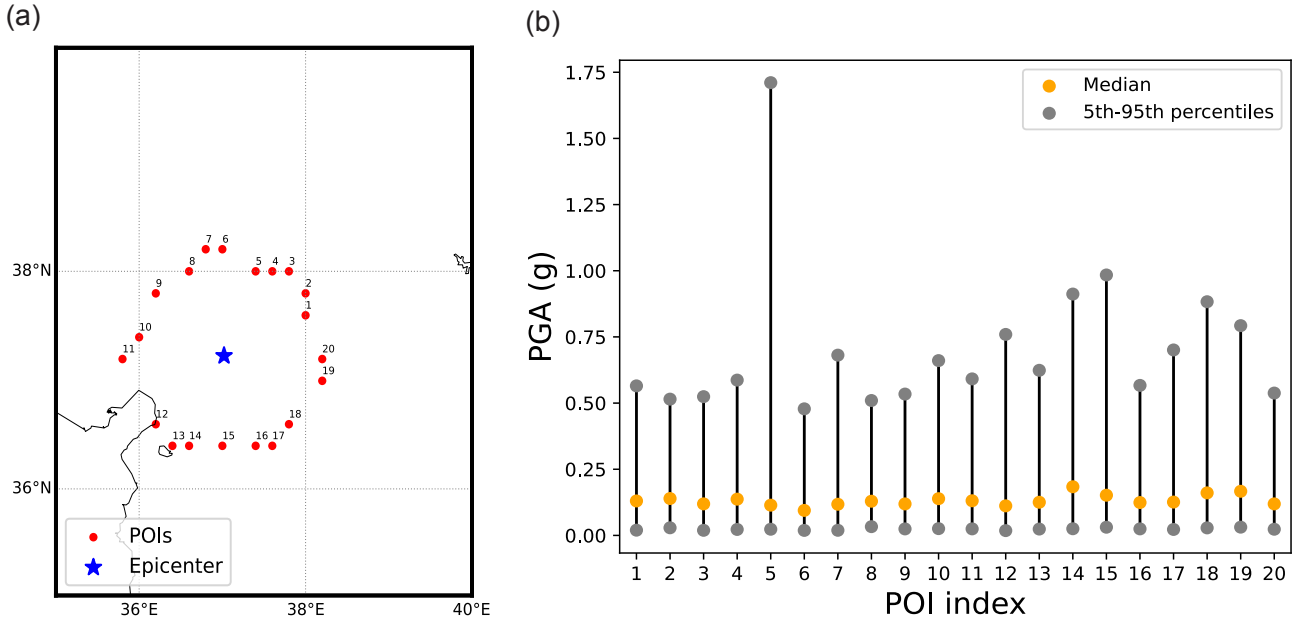 (a)
7 6
8 5 4 3
38°N
9 2
1
10
11 20
19
12 18
13 14 15 16 17
36°N
POIs
Epicenter
36°E 38°E 40°E
(b)
1.75
1.50
1.25
1.00
0.75
0.50
0.25
0.00
PGA (g)
Median
5th-95th percentiles
1 2 3 4 5 6 7 8 9 10 11 12 13 14 15 16 17 18 19 20
POI index